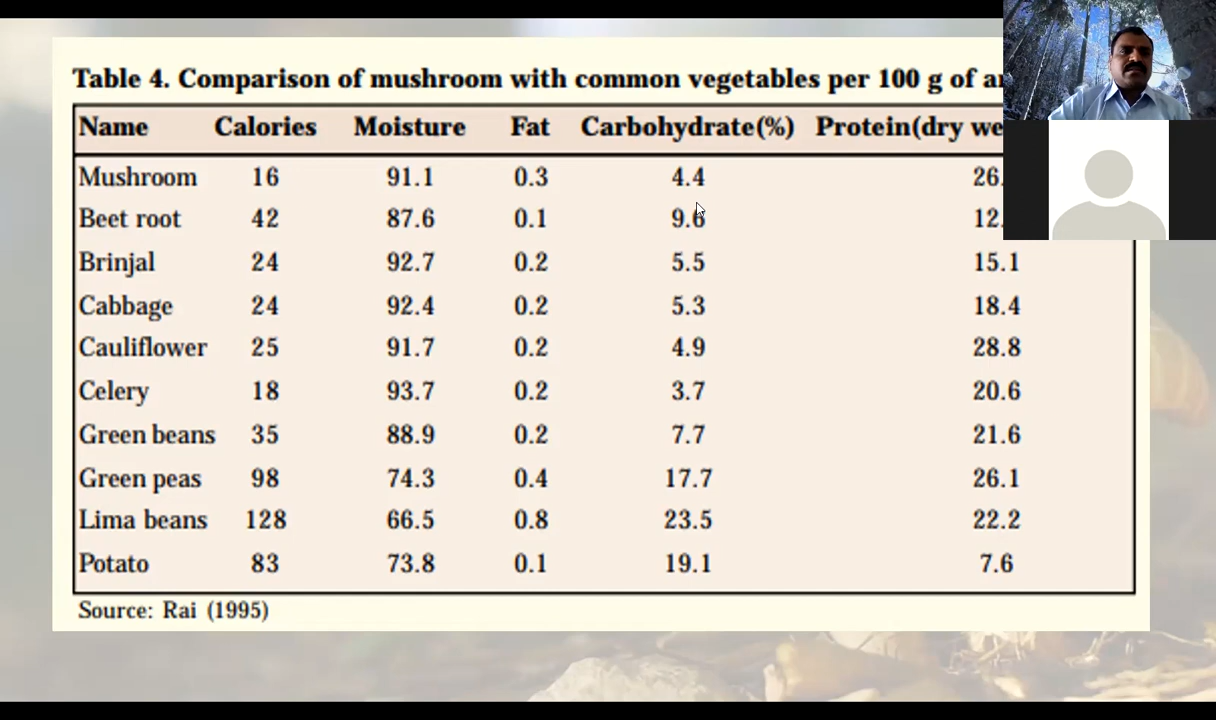 Table 4. Comparison of mushroom with common vegetables per 100 g of
Name Calories Moisture Fat Carbohydrate(%) Protein(dry
Mushroom 16 91.1 0.3 4.4 26.
Beet root 42 87.6 0.1 9.6 12.
Brinjal 24 92.7 0.2 5.5 15.1
Cabbage 24 92.4 0.2 5.3 18.4
Cauliflower 25 91.7 0.2 4.9 28.8
Celery 18 93.7 0.2 3.7 20.6
Green beans 35 88.9 0.2 7.7 21.6
Green peas 98 74.3 0.4 17.7 26.1
Lima beans 128 66.5 0.8 23.5 22.2
Potato 83 73.8 0.1 19.1 7.6
Source: Rai (1995)